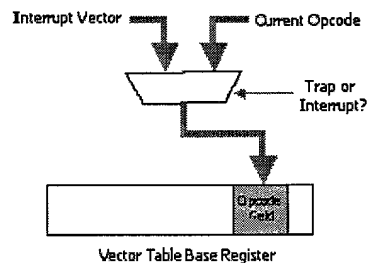 Interrupt Vector
Current Opcode
Trap or
Interrupt?
Opcode
Field
Vector Table Base Register